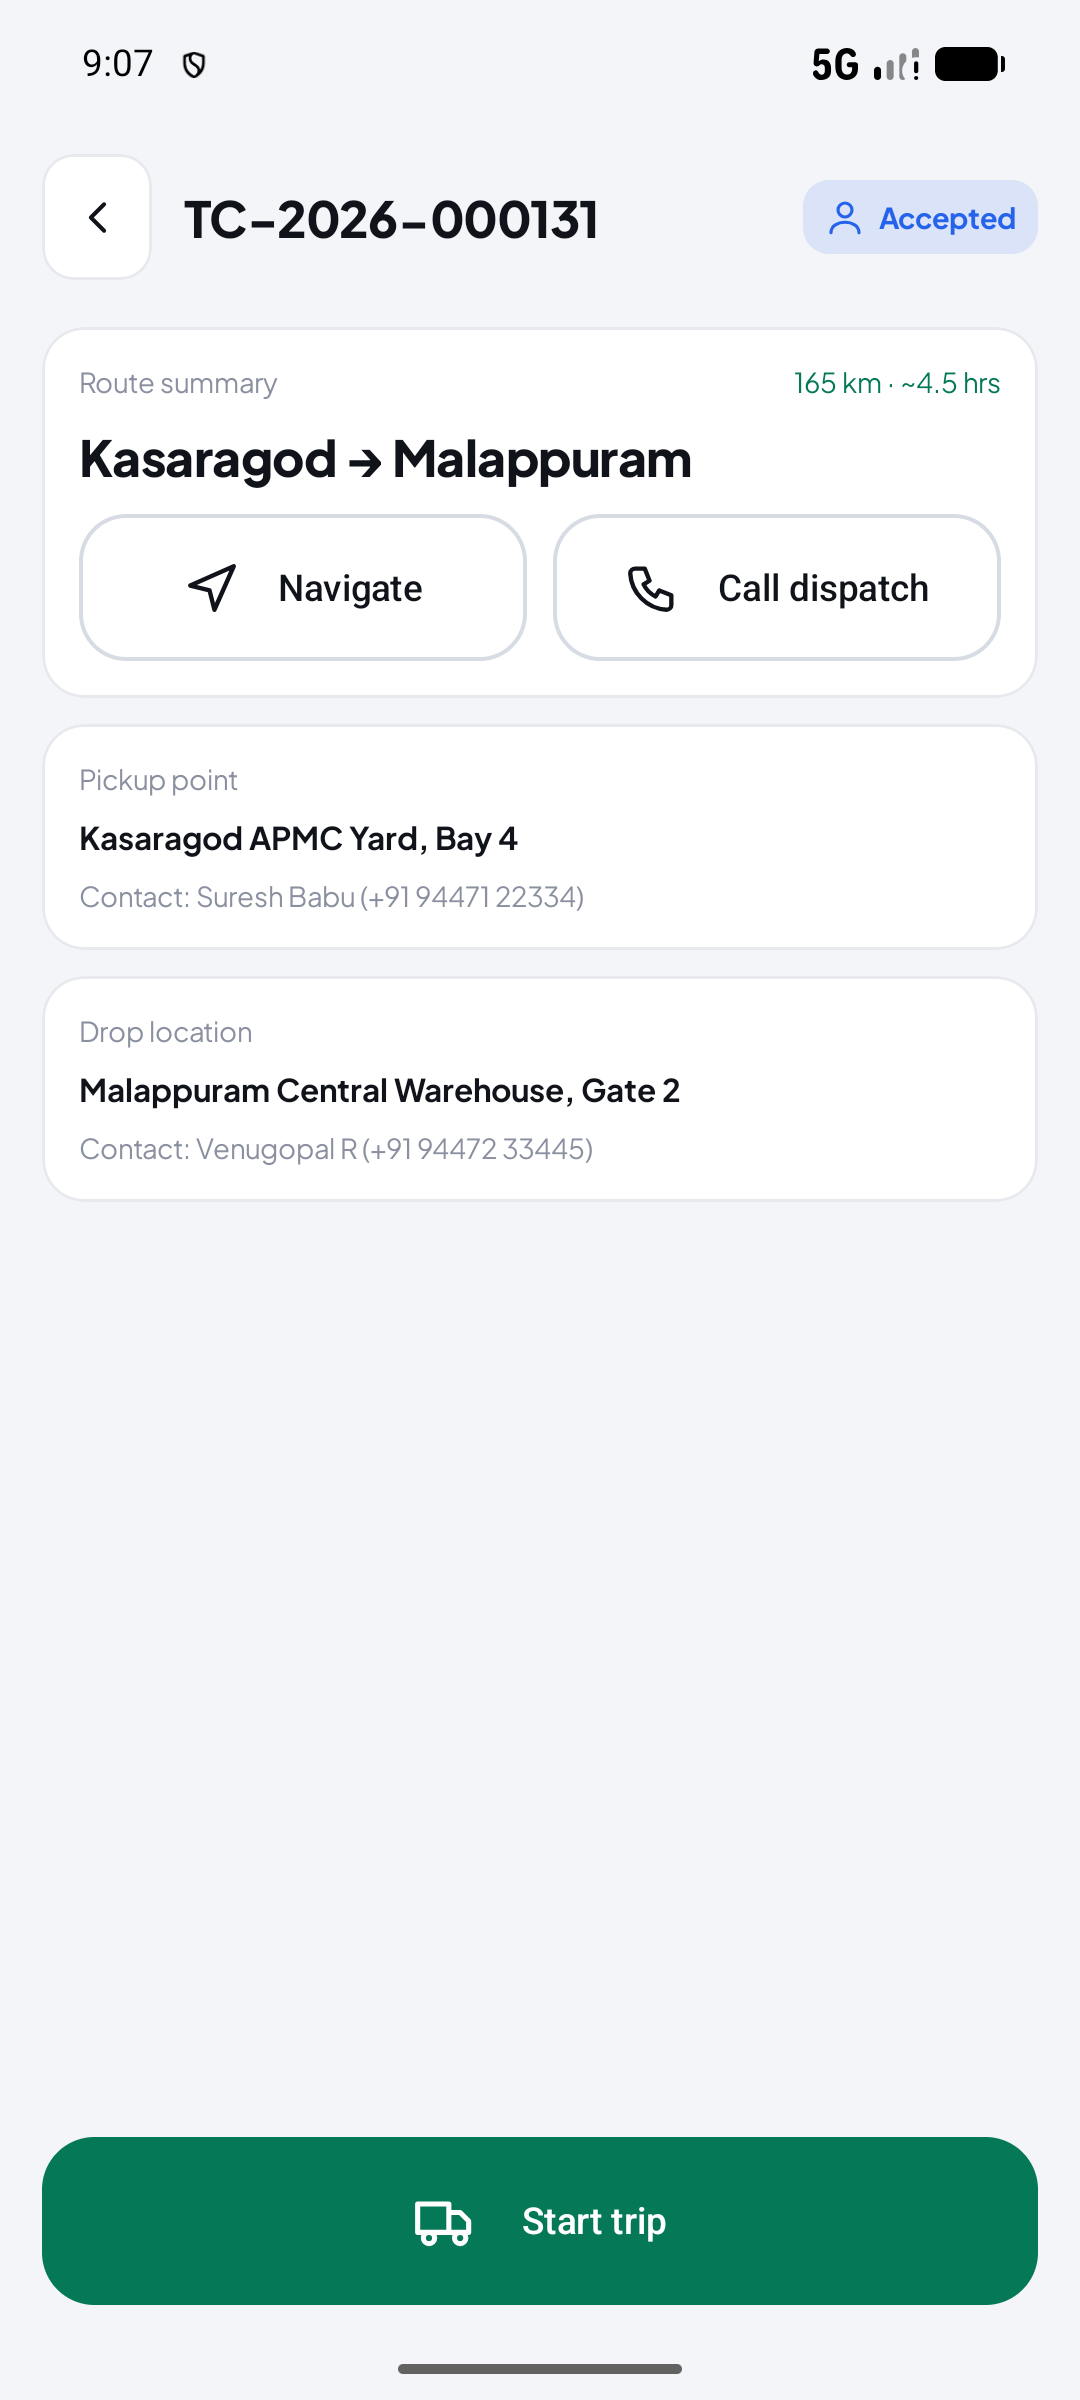 9:07
5G
TC-2026-000131
Accepted
Route summary
165 km · ~4.5 hrs
Kasaragod → Malappuram
Navigate
Call dispatch
Pickup point
Kasaragod APMC Yard, Bay 4
Contact: Suresh Babu (+91 94471 22334)
Drop location
Malappuram Central Warehouse, Gate 2
Contact: Venugopal R (+91 94472 33445)
Start trip